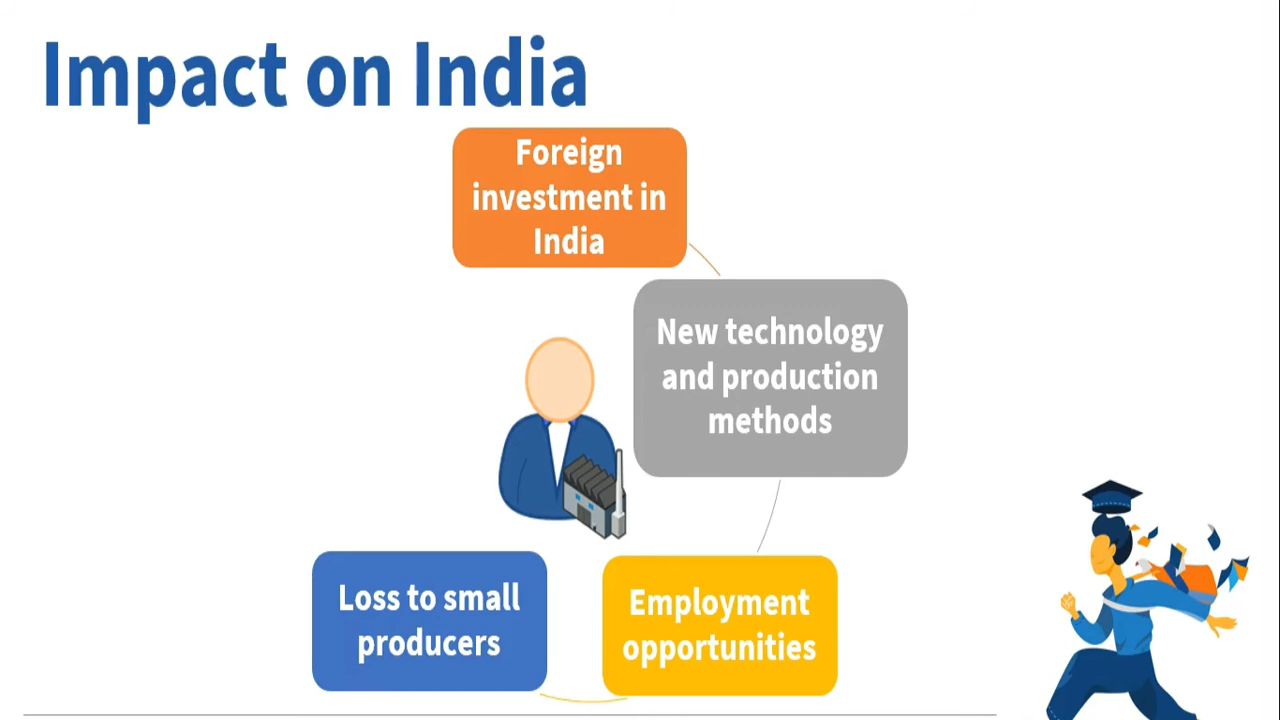 Impact on India
Foreign
investment in
India
New technology
and production
methods
Employment
opportunities
Loss to small
producers